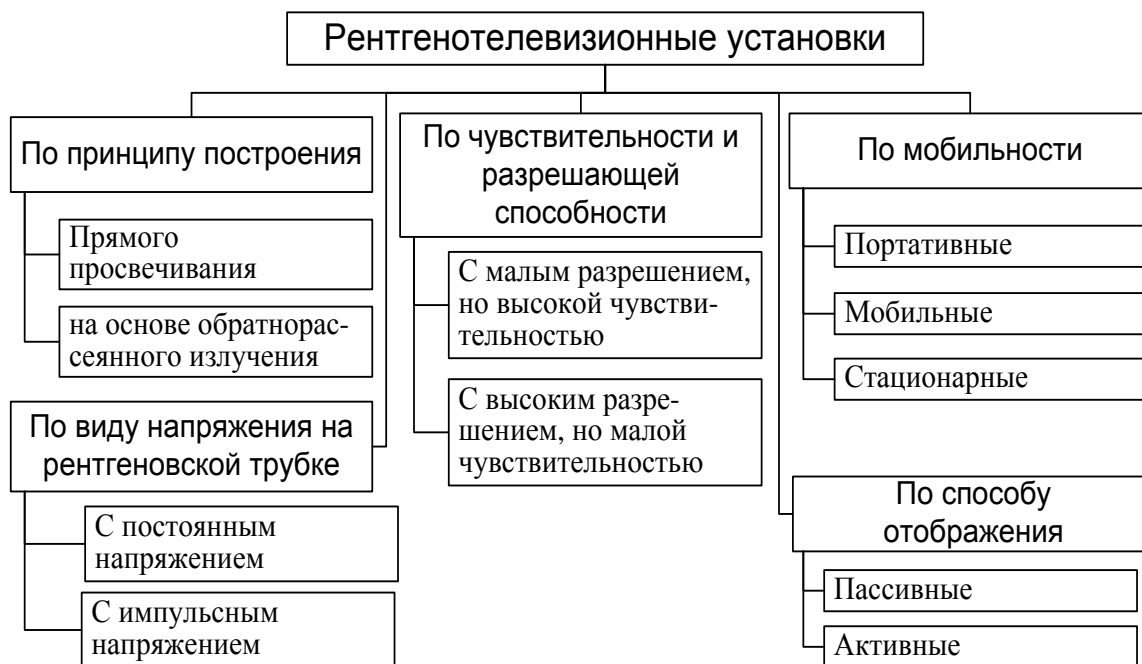 Рентгенотелевизионные установки
По принципу построения
Прямого
просвечивания
на основе обратнорас-
сеянного излучения
По виду напряжения на
рентгеновской трубке
С постоянным
напряжением
С импульсным
напряжением
По чувствительности и
разрешающей
способности
С малым разрешением,
но высокой чувстви-
тельностью
С высоким разре-
шением, но малой
чувствительностью
По мобильности
Портативные
Мобильные
Стационарные
По способу
отображения
Пассивные
Активные